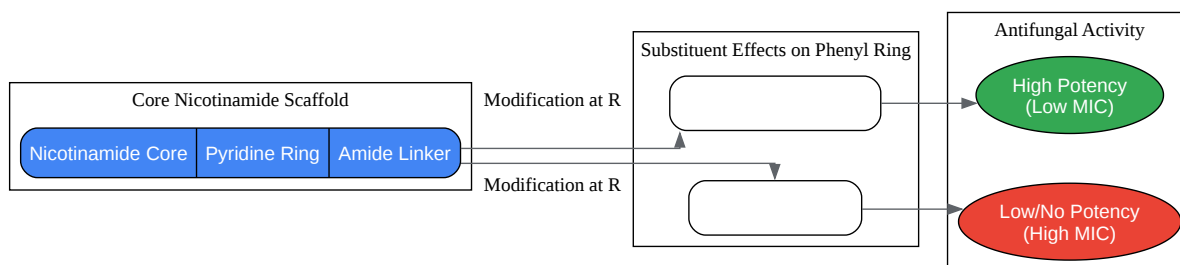 Core Nicotinamide Scaffold
Nicotinamide Core
Pyridine Ring
Amide Linker
Modification at R
Modification at R
Substituent Effects on Phenyl Ring
Antifungal Activity
High Potency
(Low MIC)
Low/No Potency
(High MIC)